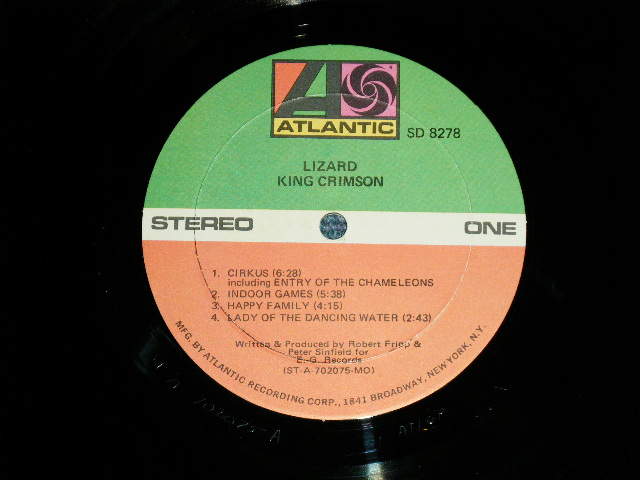 ATLANTIC
SD 8278
LIZARD
KING CRIMSON
STEREO
ONE
1. CIRKUS (6:28)
including ENTRY OF THE CHAMELEONS
2. INDOOR GAMES (5:38)
3. HAPPY FAMILY (4:15)
4. LADY OF THE DANCING WATER (2:43)
Written & Produced by Robert Fripp &
Peter Sinfield for
E. G. Records
(ST-A-702075-MO)
MFG. BY ATLANTIC RECORDING CORP., 1841 BROADWAY, NEW YORK, N.Y.